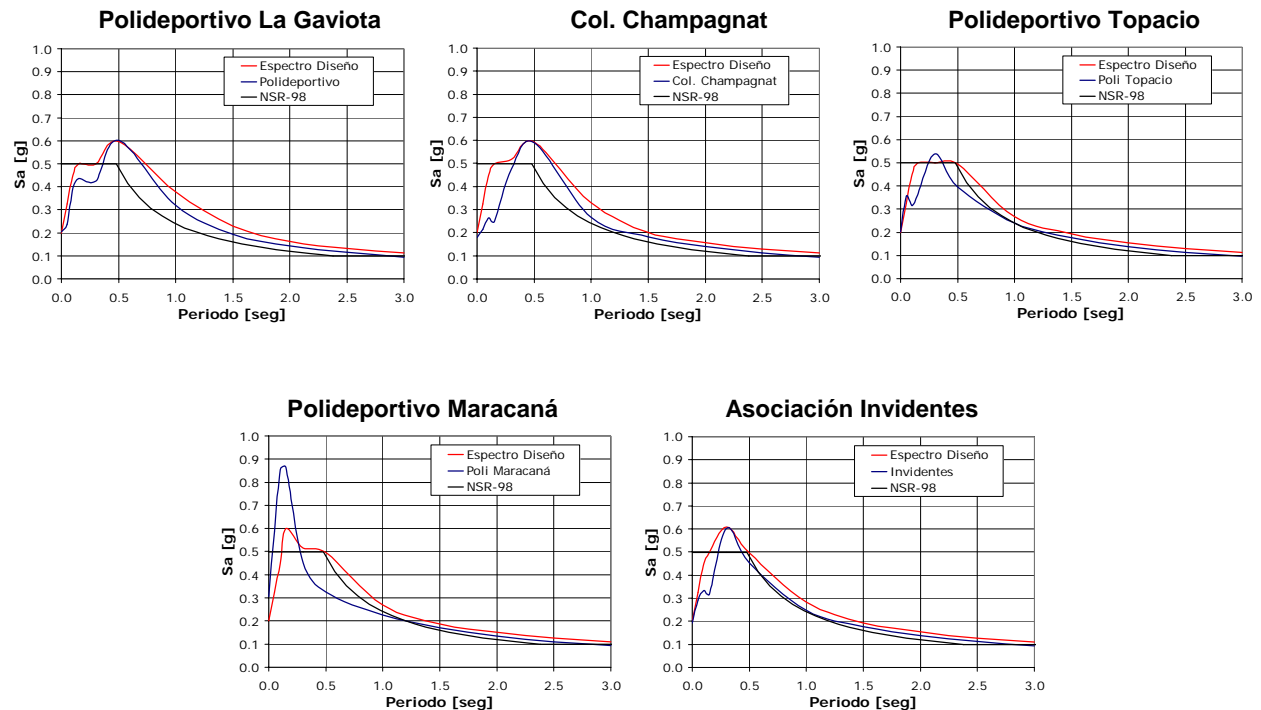 Polideportivo La Gaviota
Espectro Diseño
Polideportivo
NSR-98
Sa [g]
1.0
0.9
0.8
0.7
0.6
0.5
0.4
0.3
0.2
0.1
0.0
0.0 0.5 1.0 1.5 2.0 2.5 3.0
Periodo [seg]
Col. Champagnat
Espectro Diseño
Col. Champagnat
NSR-98
Sa [g]
1.0
0.9
0.8
0.7
0.6
0.5
0.4
0.3
0.2
0.1
0.0
0.0 0.5 1.0 1.5 2.0 2.5 3.0
Periodo [seg]
Polideportivo Topacio
Espectro Diseño
Poli Topacio
NSR-98
Sa [g]
1.0
0.9
0.8
0.7
0.6
0.5
0.4
0.3
0.2
0.1
0.0
0.0 0.5 1.0 1.5 2.0 2.5 3.0
Periodo [seg]
Polideportivo Maracaná
Espectro Diseño
Poli Maracaná
NSR-98
Sa [g]
1.0
0.9
0.8
0.7
0.6
0.5
0.4
0.3
0.2
0.1
0.0
0.0 0.5 1.0 1.5 2.0 2.5 3.0
Periodo [seg]
Asociación Invidentes
Espectro Diseño
Invidentes
NSR-98
Sa [g]
1.0
0.9
0.8
0.7
0.6
0.5
0.4
0.3
0.2
0.1
0.0
0.0 0.5 1.0 1.5 2.0 2.5 3.0
Periodo [seg]